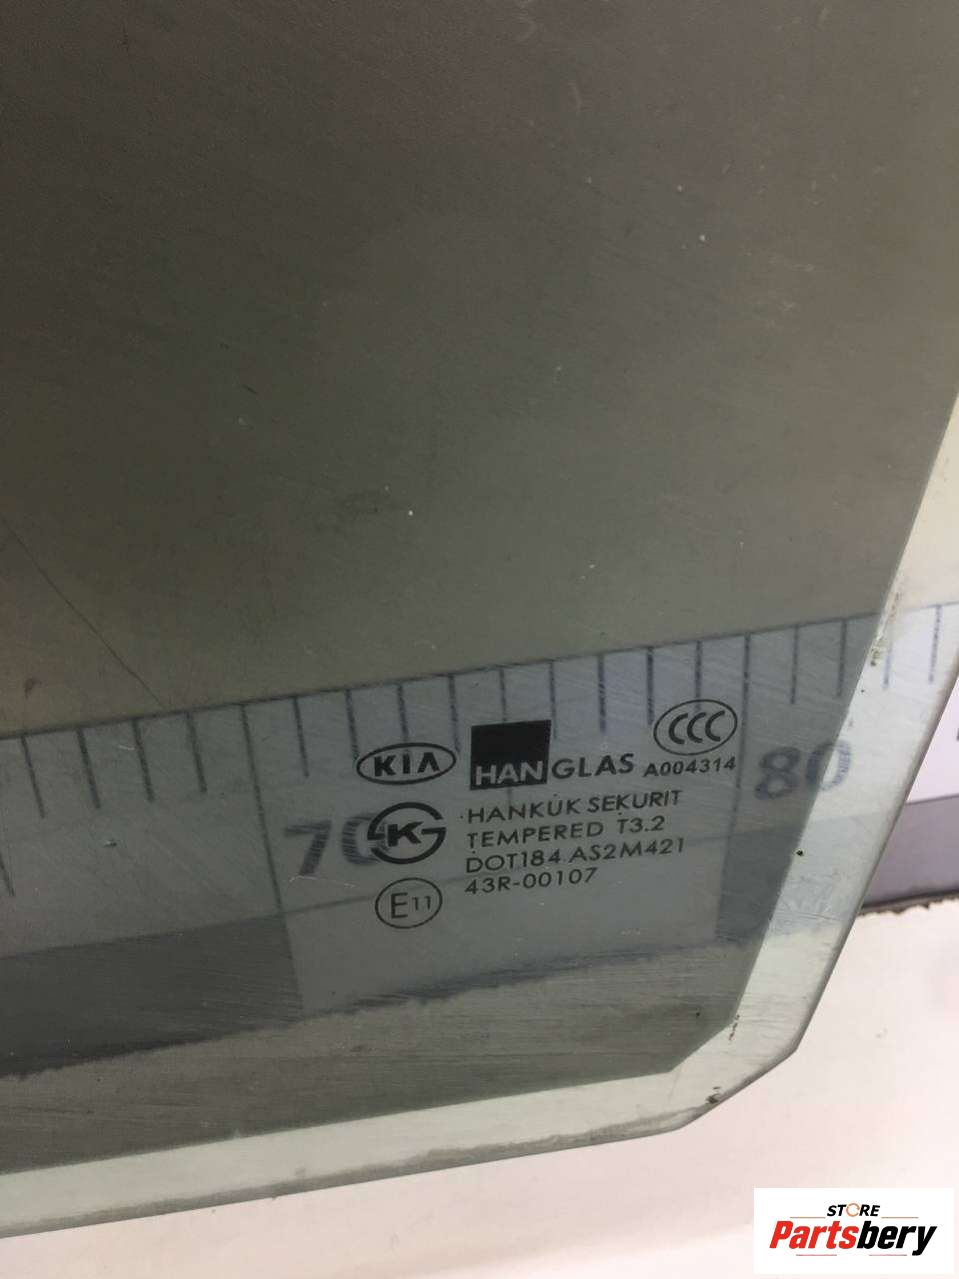 KIA
HANGLAS
CCC
A004314
70
80
K
HANKUK SEKURIT
TEMPERED T3.2
DOT184 AS2M421
43R-00107
E11
STORE
Partsbery